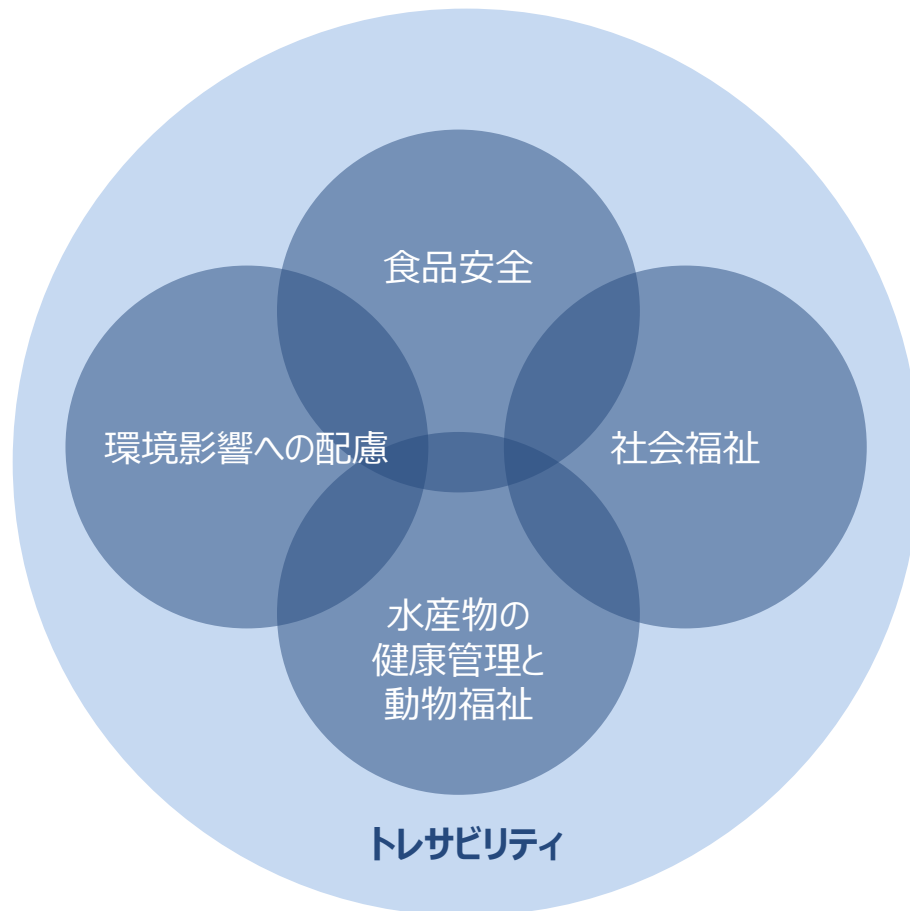 食品安全
環境影響への配慮
社会福祉
水産物の
健康管理と
動物福祉
トレサビリティ